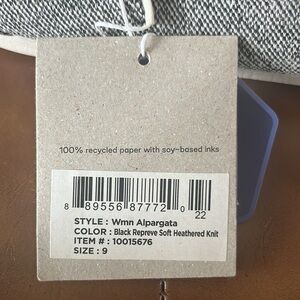 100% recycled paper with soy-based inks
8 89556 87772 0
22
STYLE : Wmn Alpargata
COLOR : Black Repreve Soft Heathered Knit
ITEM # : 10015676
SIZE : 9